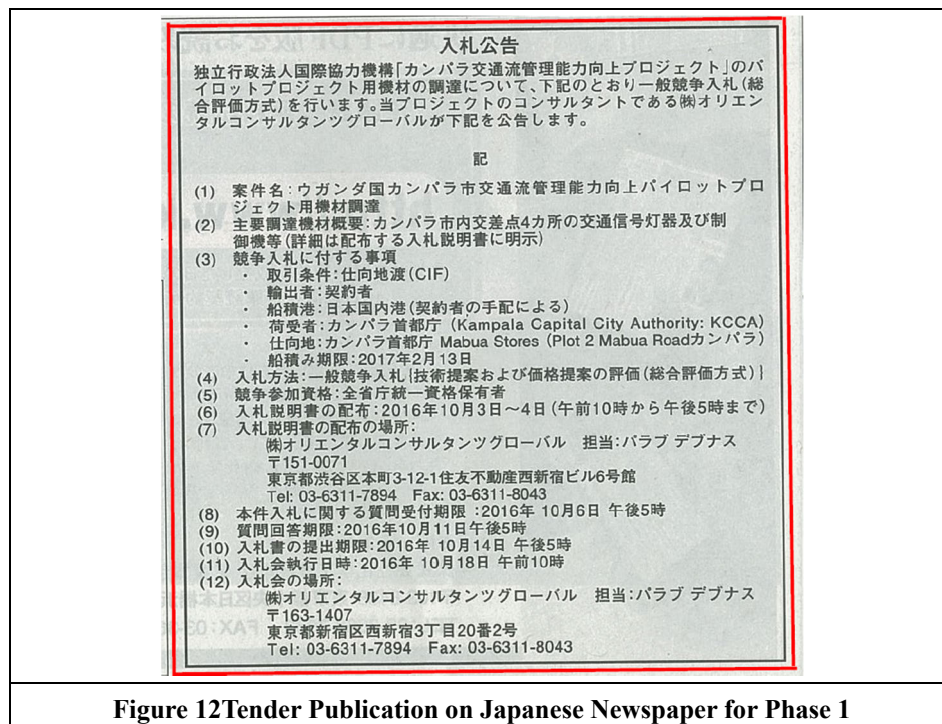 入札公告
独立行政法人国際協力機構「カンパラ交通流管理能力向上プロジェクト」のパ
イロットプロジェクト用機材の調達について、下記のとおり一般競争入札(総
合評価方式)を行います。当プロジェクトのコンサルタントである㈱オリエン
タルコンサルタンツグローバルが下記を公告します。
記
(1) 案件名:ウガンダ国カンパラ市交通流管理能力向上パイロットプロ
ジェクト用機材調達
(2) 主要調達機材概要:カンパラ市内交差点4カ所の交通信号灯器及び制
御機等(詳細は配布する入札説明書に明示)
(3) 競争入札に付する事項
・ 取引条件:仕向地渡(CIF)
・ 輸出者:契約者
・ 船積港:日本国内港(契約者の手配による)
・ 荷受者:カンパラ首都庁 (Kampala Capital City Authority: KCCA)
・ 仕向地:カンパラ首都庁 Mabua Stores (Plot 2 Mabua Roadカンパラ)
・ 船積み期限:2017年2月13日
(4) 入札方法:一般競争入札{技術提案および価格提案の評価(総合評価方式)}
(5) 競争参加資格:全省庁統一資格保有者
(6) 入札説明書の配布:2016年10月3日～4日(午前10時から午後5時まで)
(7) 入札説明書の配布の場所:
㈱オリエンタルコンサルタンツグローバル 担当:バラブ デブナス
〒151-0071
東京都渋谷区本町3-12-1住友不動産西新宿ビル6号館
Tel: 03-6311-7894 Fax: 03-6311-8043
(8) 本件入札に関する質問受付期限 :2016年 10月6日 午後5時
(9) 質問回答期限:2016年10月11日午後5時
(10) 入札書の提出期限:2016年 10月14日 午後5時
(11) 入札会執行日時:2016年 10月18日 午前10時
(12) 入札会の場所:
㈱オリエンタルコンサルタンツグローバル 担当:バラブ デブナス
〒163-1407
東京都新宿区西新宿3丁目20番2号
Tel: 03-6311-7894 Fax: 03-6311-8043
Figure 12Tender Publication on Japanese Newspaper for Phase 1